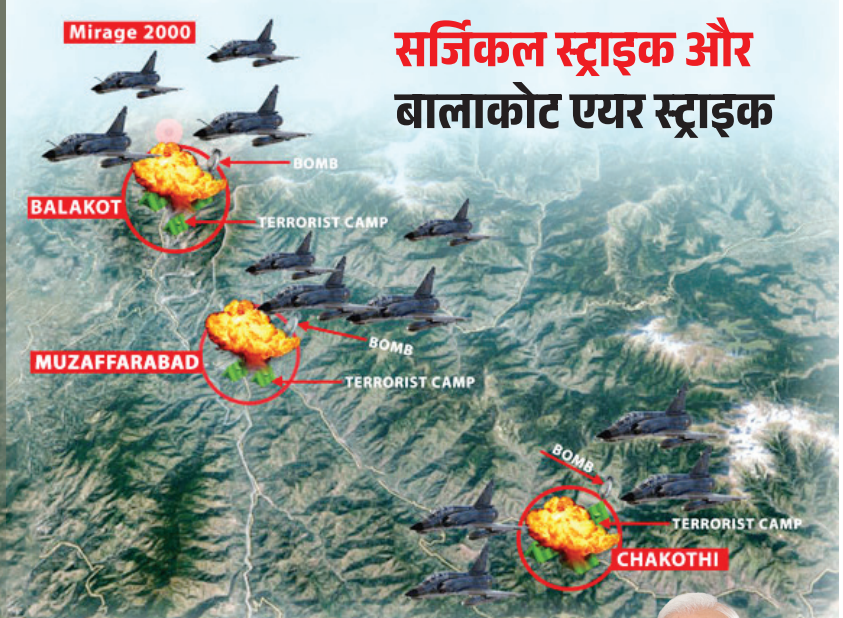 Mirage 2000
सर्जिकल स्ट्राइक और
बालाकोट एयर स्ट्राइक
BOMB
BALAKOT
TERRORIST CAMP
BOMB
MUZAFFARABAD
TERRORIST CAMP
BOMB
TERRORIST CAMP
CHAKOTHI